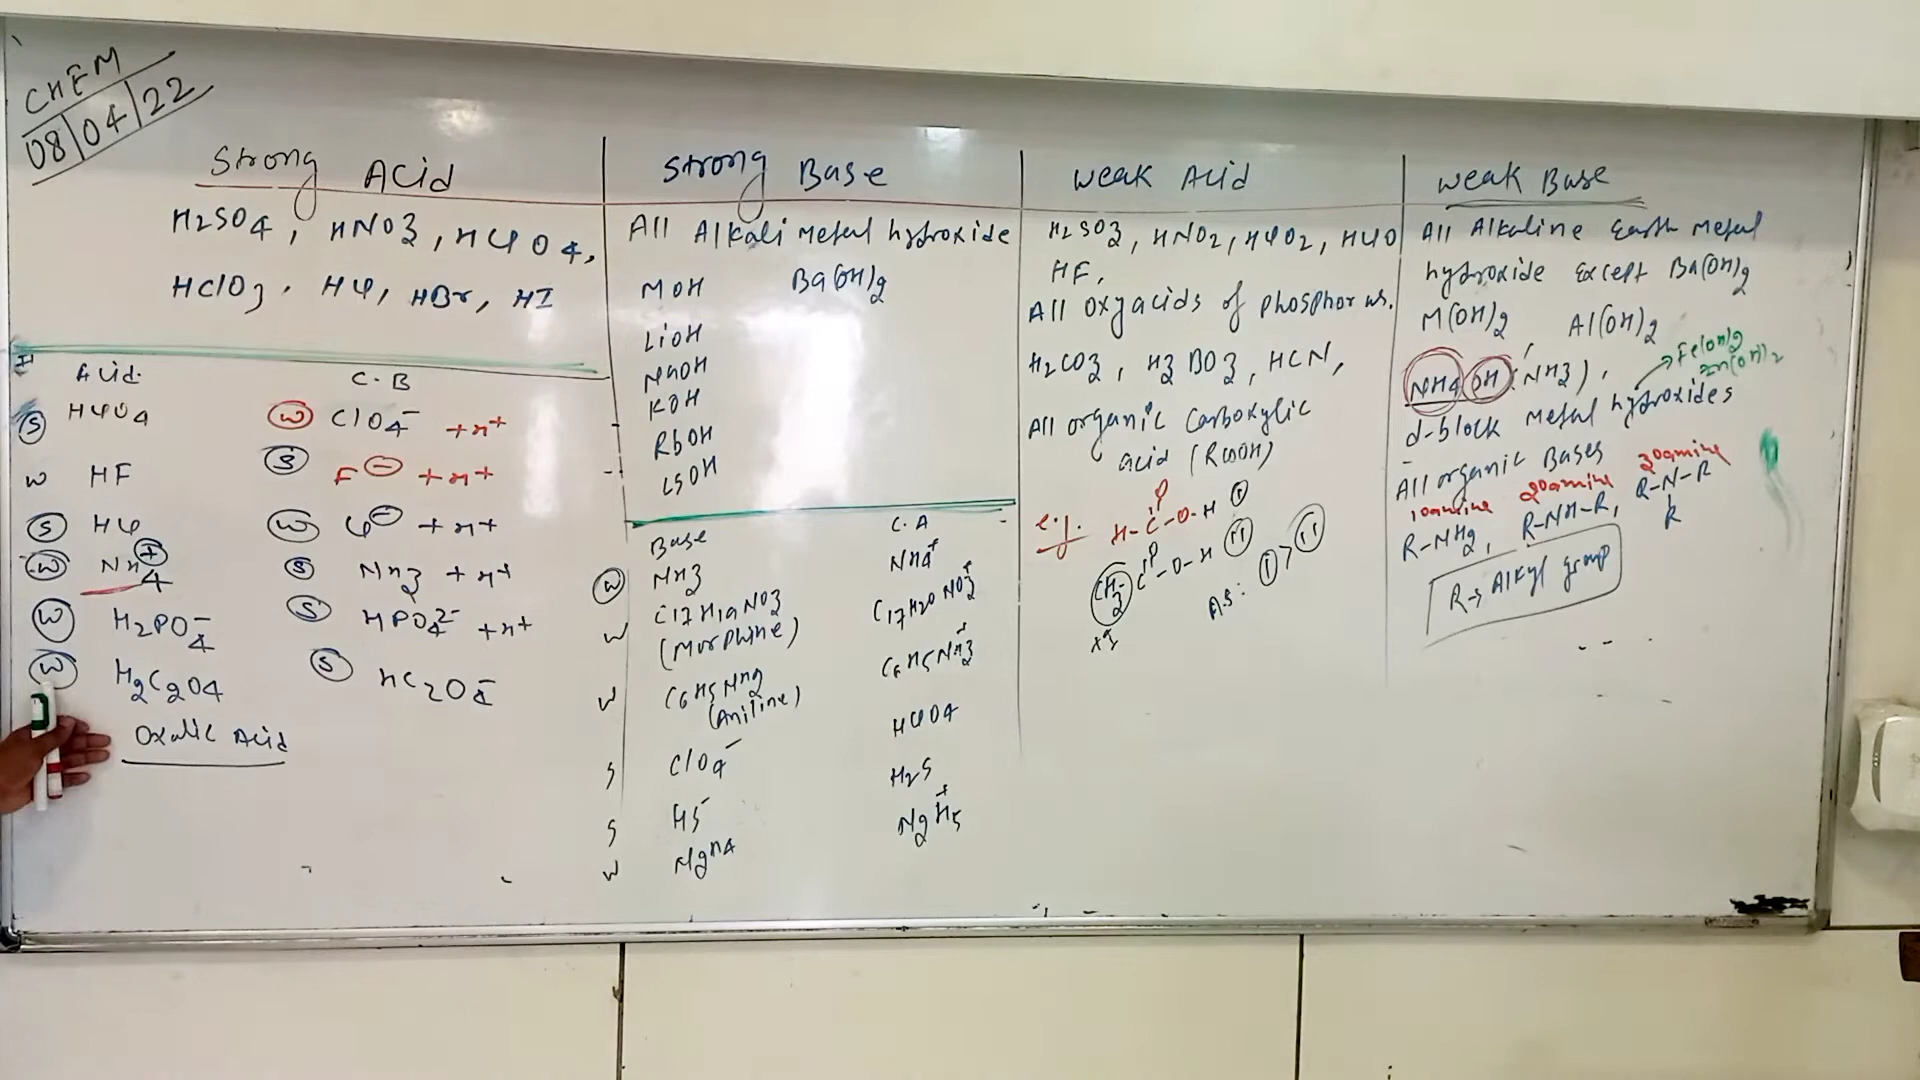 CHEM
08/04/22
Strong Acid
H2SO4, HNO3, HClO4,
HClO3, HCl, HBr, HI
Acid. C.B
(S) HClO4 (W) ClO4⁻ +H⁺
W HF (S) F⁻ +H⁺
(S) HCl (W) Cl⁻ +H⁺
(W) NH4⁺ (S) NH3 +H⁺
(W) H2PO4⁻ (S) HPO4²⁻ +H⁺
(W) H2C2O4 (S) HC2O4⁻
Oxalic Acid
Strong Base
All Alkali metal hydroxide
MOH Ba(OH)2
LiOH
NaOH
KOH
RbOH
CsOH
Base C.A
(W) NH3 NH4⁺
W C17H19NO3 C17H20NO3⁺
(Morphine)
W C6H5NH2 C6H5NH3⁺
(Aniline)
S ClO4⁻ HClO4
S HS⁻ H2S
W N2H4 N2H5⁺
Weak Acid
H2SO3, HNO2, HClO2, HClO
HF,
All oxyacids of phosphorus.
H2CO3, H3BO3, HCN,
All organic Carboxylic
acid (RCOOH)
e.g. H-C-O-H (I)
O
CH3-C-O-H (II)
O
A.S: (I) > (II)
Weak Base
All Alkaline Earth Metal
hydroxide Except Ba(OH)2
M(OH)2, Al(OH)2
Fe(OH)2
Zn(OH)2
NH4OH (NH3),
d-block Metal hydroxides
All organic Bases
1° amine 2° amine 3° amine
R-NH2, R-NH-R, R-N-R
R
R→ Alkyl group